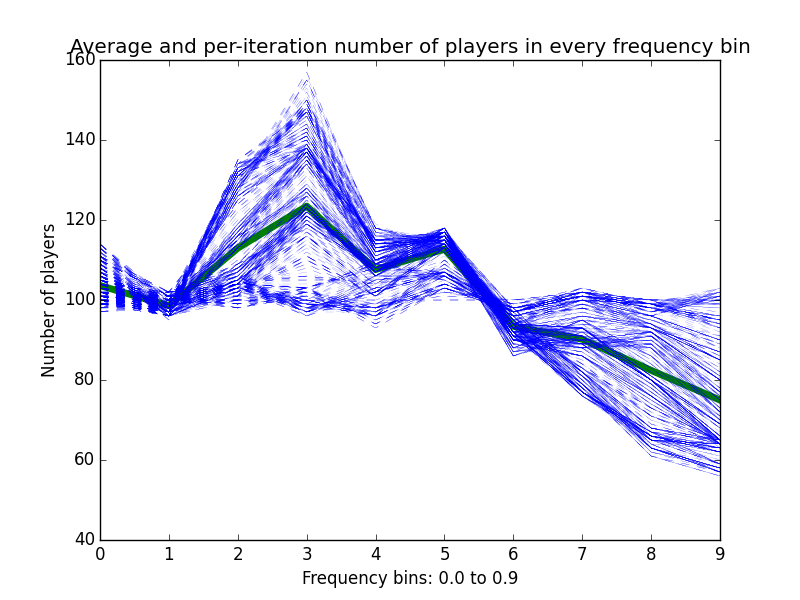 Average and per-iteration number of players in every frequency bin
160
140
120
100
80
60
40
Number of players
0 1 2 3 4 5 6 7 8 9
Frequency bins: 0.0 to 0.9